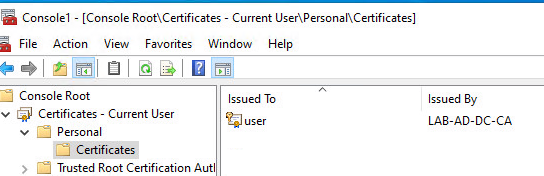 Console1 - [Console Root\Certificates - Current User\Personal\Certificates]
File Action View Favorites Window Help
Console Root
Certificates - Current User
Personal
Certificates
Trusted Root Certification Autl
Issued To Issued By
user LAB-AD-DC-CA